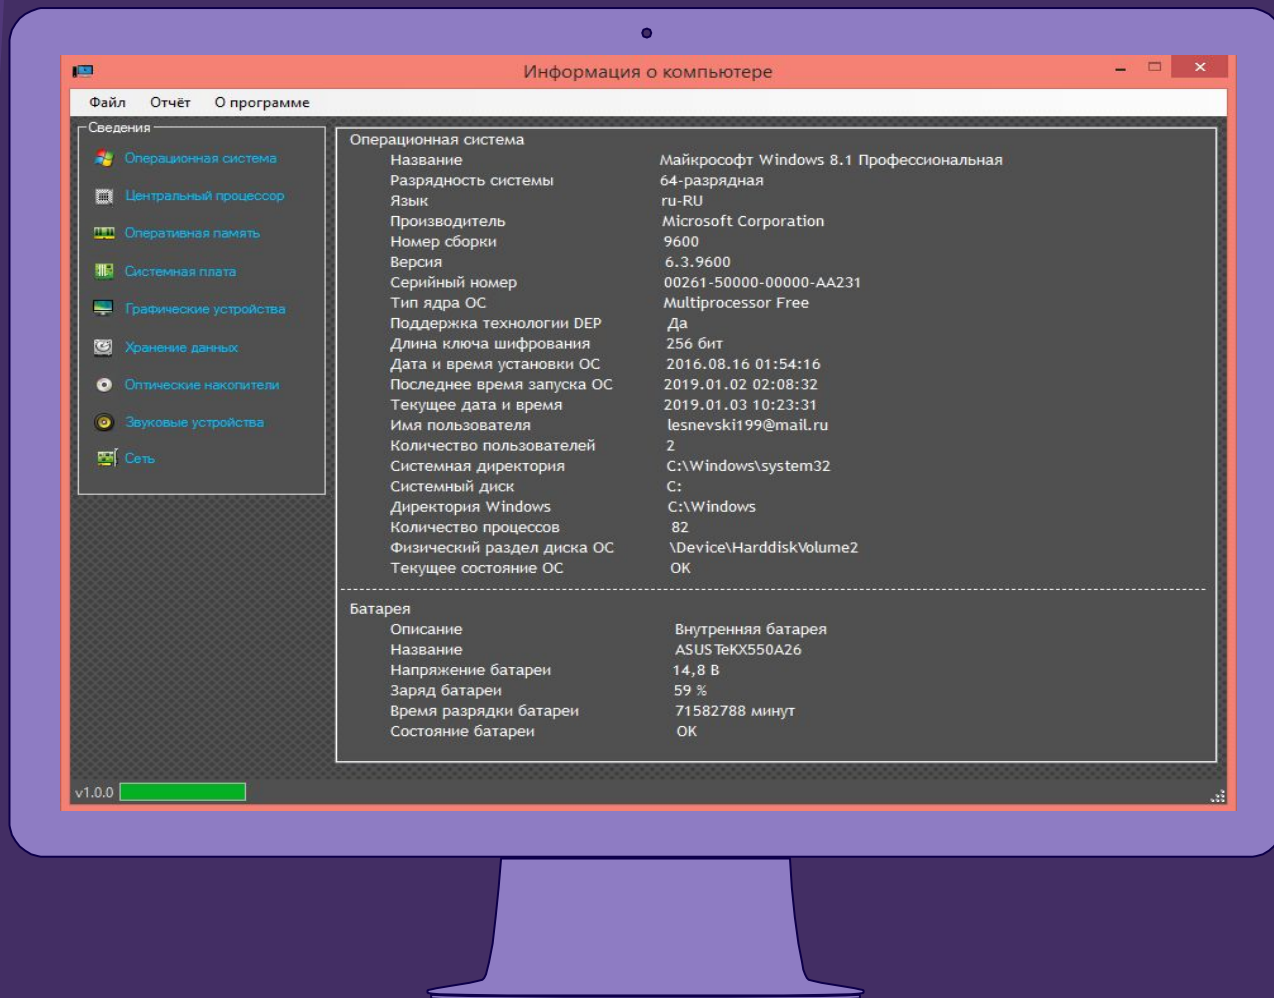 Информация о компьютере
Файл Отчёт О программе
Сведения
Операционная система
Центральный процессор
Оперативная память
Системная плата
Графические устройства
Хранение данных
Оптические накопители
Звуковые устройства
Сеть
Операционная система
Название Майкрософт Windows 8.1 Профессиональная
Разрядность системы 64-разрядная
Язык ru-RU
Производитель Microsoft Corporation
Номер сборки 9600
Версия 6.3.9600
Серийный номер 00261-50000-00000-AA231
Тип ядра ОС Multiprocessor Free
Поддержка технологии DEP Да
Длина ключа шифрования 256 бит
Дата и время установки ОС 2016.08.16 01:54:16
Последнее время запуска ОС 2019.01.02 02:08:32
Текущее дата и время 2019.01.03 10:23:31
Имя пользователя lesnevski199@mail.ru
Количество пользователей 2
Системная директория C:\Windows\system32
Системный диск C:
Директория Windows C:\Windows
Количество процессов 82
Физический раздел диска ОС \Device\HarddiskVolume2
Текущее состояние ОС OK
Батарея
Описание Внутренняя батарея
Название ASUSTeKX550A26
Напряжение батареи 14,8 В
Заряд батареи 59 %
Время разрядки батареи 71582788 минут
Состояние батареи OK
v1.0.0